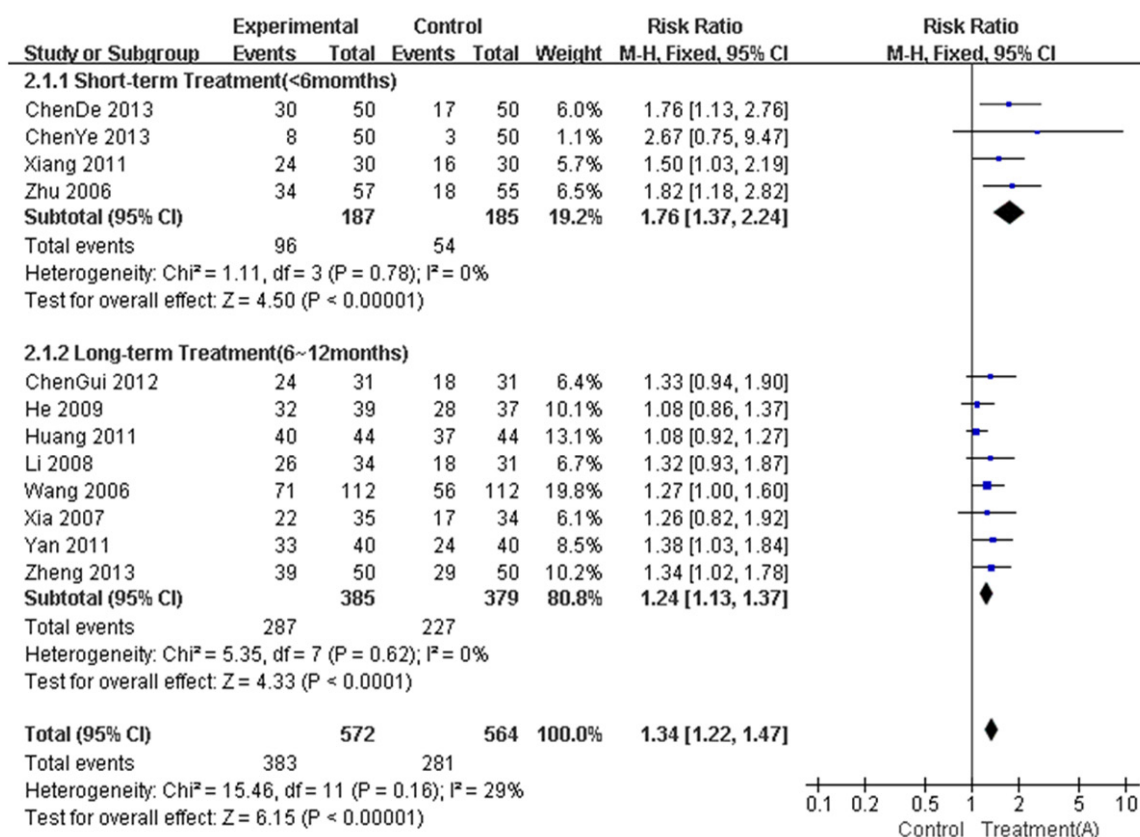 Experimental Control Risk Ratio Risk Ratio
Study or Subgroup Events Total Events Total Weight M-H, Fixed, 95% CI M-H, Fixed, 95% CI
2.1.1 Short-term Treatment(<6momths)
ChenDe 2013 30 50 17 50 6.0% 1.76 [1.13, 2.76]
ChenYe 2013 8 50 3 50 1.1% 2.67 [0.75, 9.47]
Xiang 2011 24 30 16 30 5.7% 1.50 [1.03, 2.19]
Zhu 2006 34 57 18 55 6.5% 1.82 [1.18, 2.82]
Subtotal (95% CI) 187 185 19.2% 1.76 [1.37, 2.24]
Total events 96 54
Heterogeneity: Chi² = 1.11, df = 3 (P = 0.78); I² = 0%
Test for overall effect: Z = 4.50 (P < 0.00001)
2.1.2 Long-term Treatment(6~12months)
ChenGui 2012 24 31 18 31 6.4% 1.33 [0.94, 1.90]
He 2009 32 39 28 37 10.1% 1.08 [0.86, 1.37]
Huang 2011 40 44 37 44 13.1% 1.08 [0.92, 1.27]
Li 2008 26 34 18 31 6.7% 1.32 [0.93, 1.87]
Wang 2006 71 112 56 112 19.8% 1.27 [1.00, 1.60]
Xia 2007 22 35 17 34 6.1% 1.26 [0.82, 1.92]
Yan 2011 33 40 24 40 8.5% 1.38 [1.03, 1.84]
Zheng 2013 39 50 29 50 10.2% 1.34 [1.02, 1.78]
Subtotal (95% CI) 385 379 80.8% 1.24 [1.13, 1.37]
Total events 287 227
Heterogeneity: Chi² = 5.35, df = 7 (P = 0.62); I² = 0%
Test for overall effect: Z = 4.33 (P < 0.0001)
Total (95% CI) 572 564 100.0% 1.34 [1.22, 1.47]
Total events 383 281
Heterogeneity: Chi² = 15.46, df = 11 (P = 0.16); I² = 29%
Test for overall effect: Z = 6.15 (P < 0.00001)
0.1 0.2 0.5 1 2 5 10
Control Treatment(A)